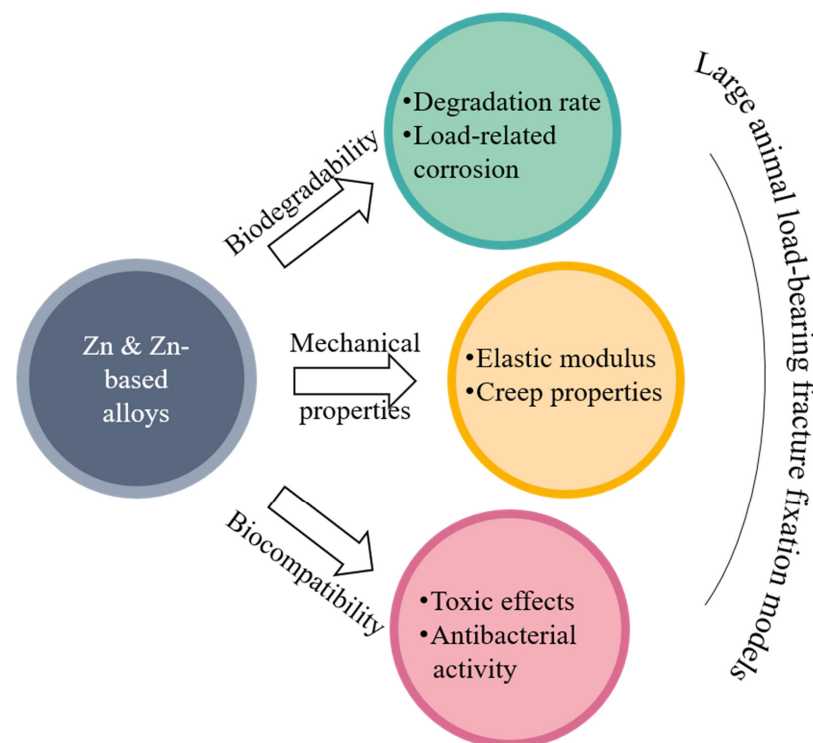 Zn & Zn-
based
alloys
Biodegradability
•Degradation rate
•Load-related
corrosion
Mechanical
properties
•Elastic modulus
•Creep properties
Biocompatibility
•Toxic effects
•Antibacterial
activity
Large animal load-bearing fracture fixation models